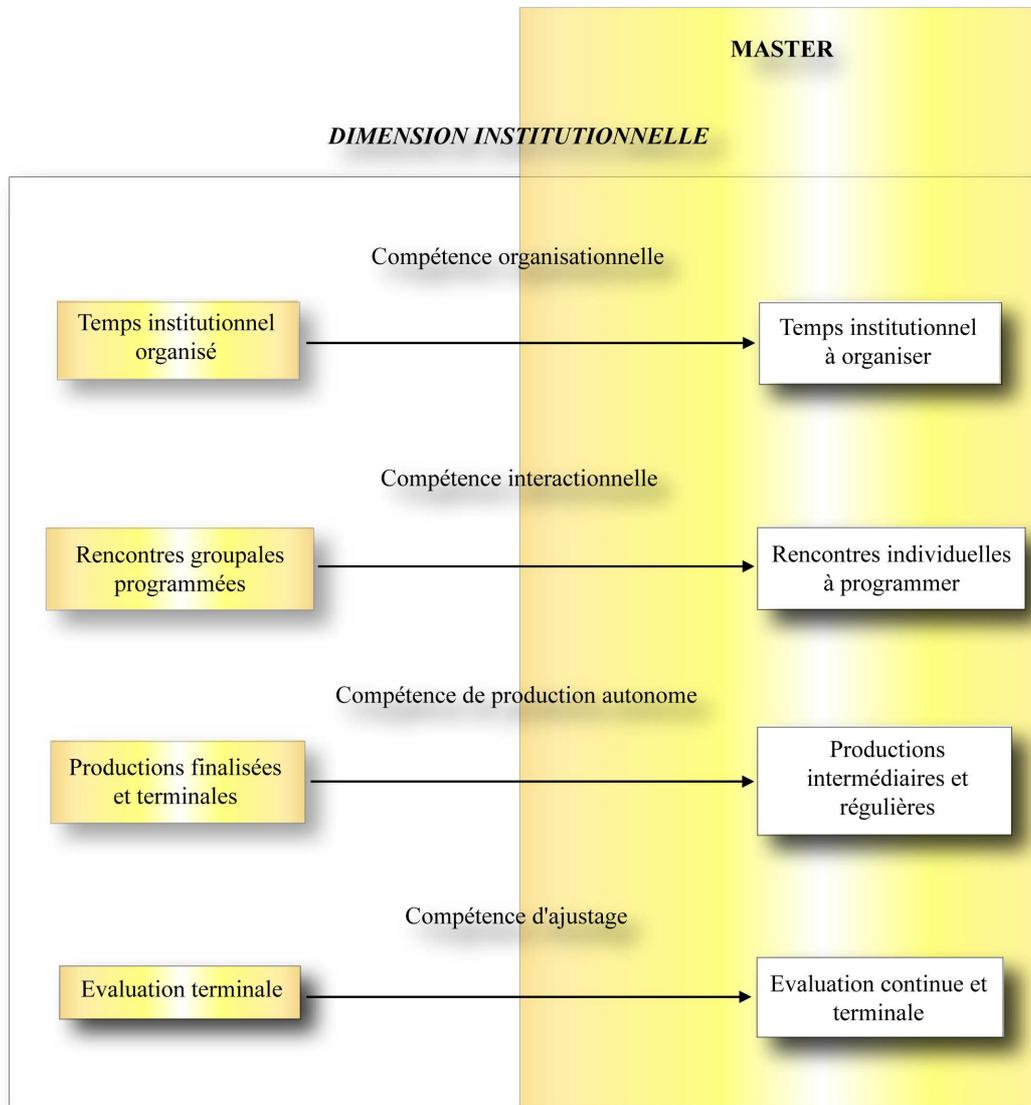 MASTER
DIMENSION INSTITUTIONNELLE
Compétence organisationnelle
Temps institutionnel
organisé
Temps institutionnel
à organiser
Compétence interactionnelle
Rencontres groupales
programmées
Rencontres individuelles
à programmer
Compétence de production autonome
Productions finalisées
et terminales
Productions
intermédiaires et
régulières
Compétence d'ajustage
Evaluation terminale
Evaluation continue et
terminale